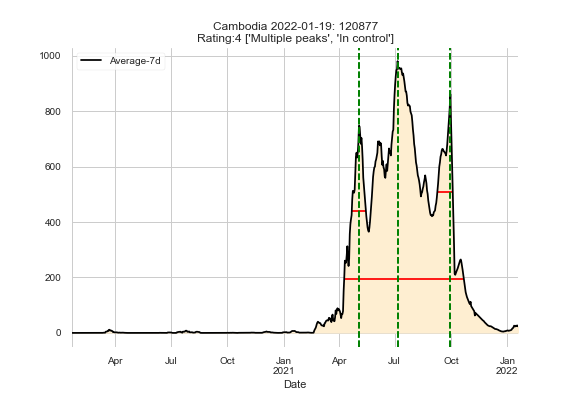 Cambodia 2022-01-19: 120877
Rating:4 ['Multiple peaks', 'In control']
Average-7d
1000
800
600
400
200
0
Apr Jul Oct Jan Apr Jul Oct Jan
2021 2022
Date